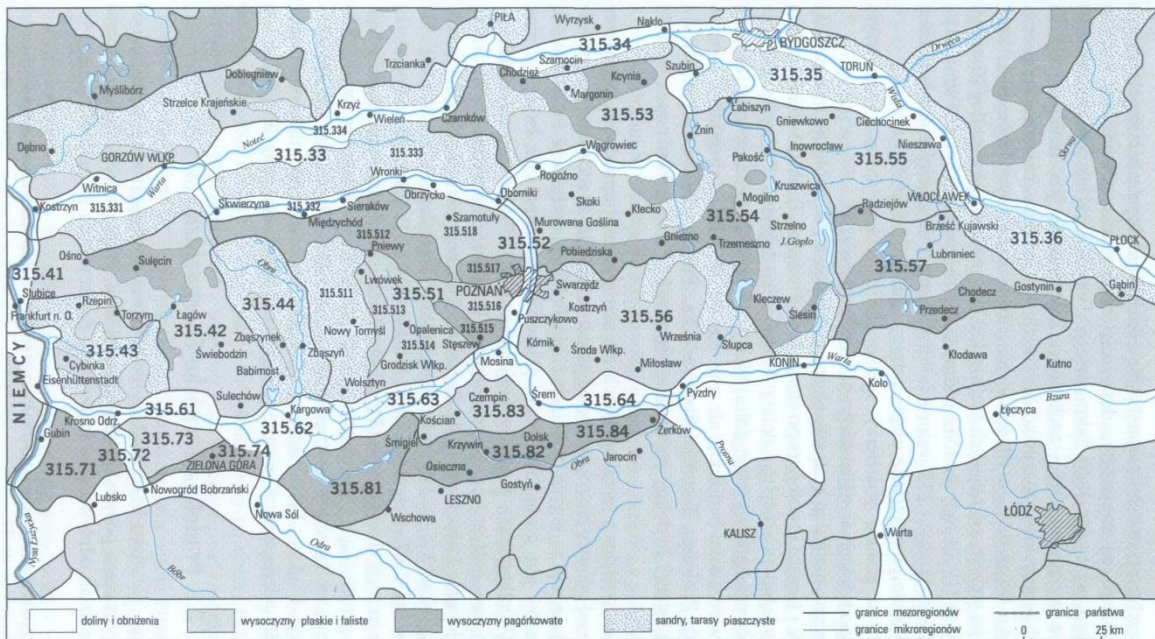 PIŁA
Wyrzysk
Nakło
BYDGOSZCZ
315.34
Drwęca
Dobiegniew
Trzcianka
Szamocin
Chodzież
Kcynia
Szubin
315.35
TORUŃ
Myślibórz
Margonin
Strzelce Krajeńskie
Krzyż
Wieleń
Czarnków
315.53
Łabiszyn
Gniewkowo
Ciechocinek
Wisła
315.334
Żnin
Nieszawa
Dębno
Noteć
315.33
Inowrocław
315.55
Skrwa
GORZÓW WLKP.
315.333
Wągrowiec
Pakość
Witnica
Warta
Wronki
Rogoźno
Kruszwica
WŁOCŁAWEK
Kostrzyn
315.331
Skwierzyna
315.332
Sieraków
Obrzycko
Oborniki
Skoki
Kłecko
315.54
Mogilno
Radziejów
Brześć Kujawski
315.36
Międzychód
Szamotuły
315.518
Murowana Goślina
Strzelno
315.512
Pniewy
315.52
Pobiedziska
Gniezno
Trzemeszno
J.Gopło
Lubraniec
PŁOCK
315.41
Ośno
Sulęcin
Obra
315.517
315.57
Gostynin
Gąbin
Słubice
Lwówek
315.51
POZNAŃ
Swarzędz
Frankfurt n. O.
Rzepin
Torzym
Łagów
315.44
315.511
315.513
315.516
Kostrzyn
Kleczew
Ślesin
Chodecz
315.42
Nowy Tomyśl
Opalenica
Puszczykowo
315.56
Przedecz
315.43
Świebodzin
Zbąszynek
Zbąszyń
315.514
315.515
Stęszew
Kórnik
Września
Słupca
Kłodawa
Kutno
Cybinka
Grodzisk Wlkp.
Mosina
Środa Wlkp.
Miłosław
KONIN
Warta
Eisenhüttenstadt
Babimost
Wolsztyn
Koło
NIEMCY
Sulechów
315.63
Czempiń
Śrem
315.64
Pyzdry
Bzura
Krosno Odrz.
315.61
Kargowa
315.62
Kościan
315.83
Łęczyca
Gubin
315.73
315.74
Śmigiel
Krzywiń
Dolsk
315.82
315.84
Żerków
315.72
ZIELONA GÓRA
Prosna
315.71
Osieczna
Obra
Jarocin
Lubsko
Nowogród Bobrzański
315.81
LESZNO
Gostyń
Nowa Sól
Wschowa
ŁÓDŹ
Nysa Łużycka
Bóbr
Odra
KALISZ
Warta
doliny i obniżenia
wysoczyzny płaskie i faliste
wysoczyzny pagórkowate
sandry, tarasy piaszczyste
granice mezoregionów
granice mikroregionów
granica państwa
0 25 km